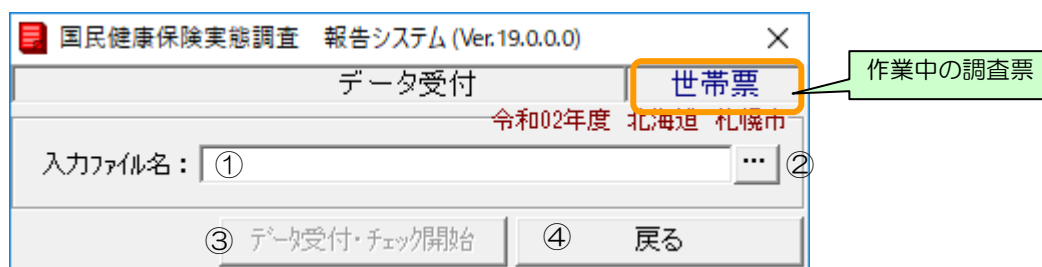 国民健康保険実態調査 報告システム (Ver.19.0.0.0)
データ受付 世帯票
作業中の調査票
令和02年度 北海道 札幌市
入力ファイル名： ① ... ②
③ データ受付・チェック開始 ④ 戻る